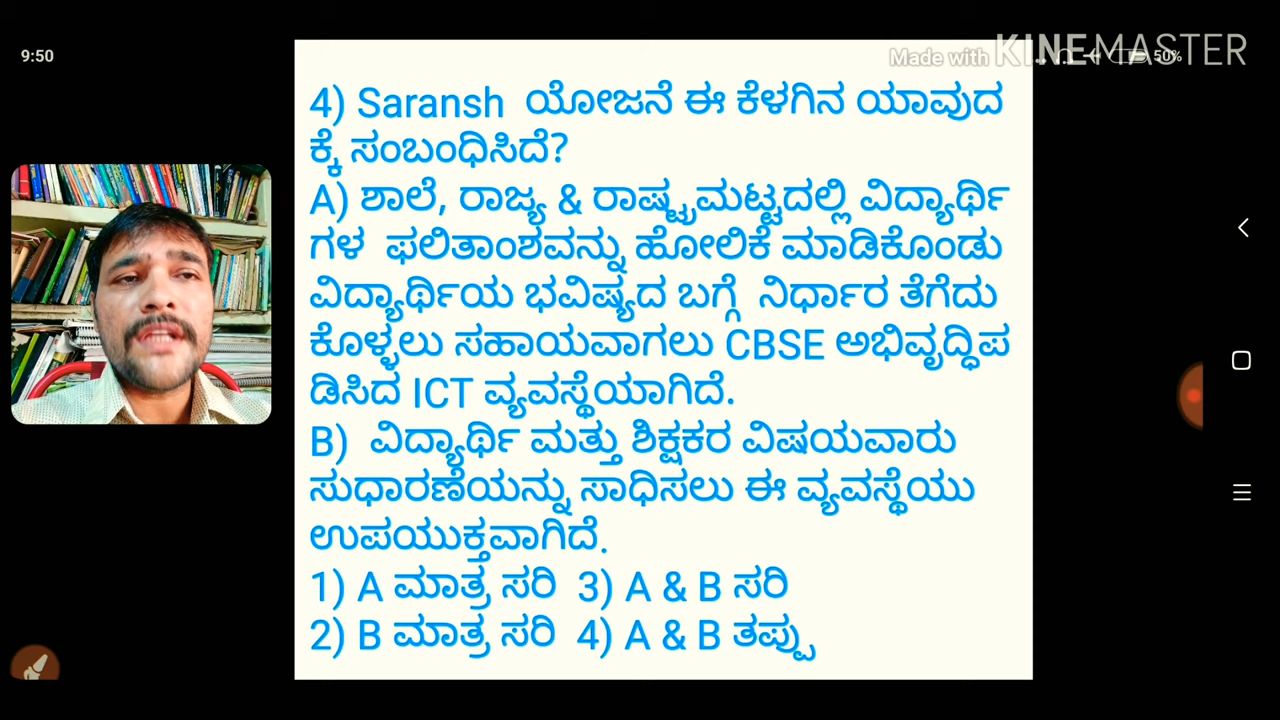 9:50
Made with KINEMASTER
50%
4) Saransh ಯೋಜನೆ ಈ ಕೆಳಗಿನ ಯಾವುದ
ಕ್ಕೆ ಸಂಬಂಧಿಸಿದೆ?
A) ಶಾಲೆ, ರಾಜ್ಯ & ರಾಷ್ಟ್ರಮಟ್ಟದಲ್ಲಿ ವಿದ್ಯಾರ್ಥಿ
ಗಳ ಫಲಿತಾಂಶವನ್ನು ಹೋಲಿಕೆ ಮಾಡಿಕೊಂಡು
ವಿದ್ಯಾರ್ಥಿಯ ಭವಿಷ್ಯದ ಬಗ್ಗೆ ನಿರ್ಧಾರ ತೆಗೆದು
ಕೊಳ್ಳಲು ಸಹಾಯವಾಗಲು CBSE ಅಭಿವೃದ್ಧಿಪ
ಡಿಸಿದ ICT ವ್ಯವಸ್ಥೆಯಾಗಿದೆ.
B) ವಿದ್ಯಾರ್ಥಿ ಮತ್ತು ಶಿಕ್ಷಕರ ವಿಷಯವಾರು
ಸುಧಾರಣೆಯನ್ನು ಸಾಧಿಸಲು ಈ ವ್ಯವಸ್ಥೆಯು
ಉಪಯುಕ್ತವಾಗಿದೆ.
1) A ಮಾತ್ರ ಸರಿ 3) A & B ಸರಿ
2) B ಮಾತ್ರ ಸರಿ 4) A & B ತಪ್ಪು